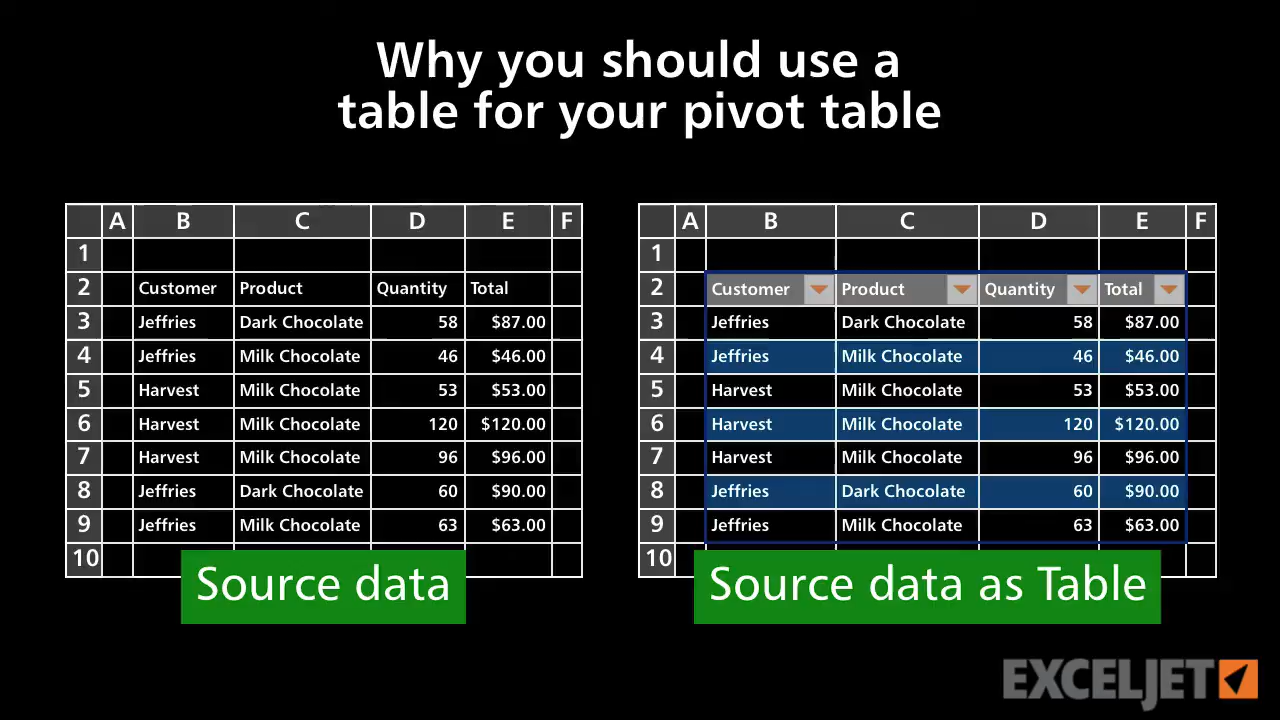 Why you should use a
table for your pivot table
A B C D E F
1
2 Customer Product Quantity Total
3 Jeffries Dark Chocolate 58 $87.00
4 Jeffries Milk Chocolate 46 $46.00
5 Harvest Milk Chocolate 53 $53.00
6 Harvest Milk Chocolate 120 $120.00
7 Harvest Milk Chocolate 96 $96.00
8 Jeffries Dark Chocolate 60 $90.00
9 Jeffries Milk Chocolate 63 $63.00
10
Source data
A B C D E F
1
2 Customer Product Quantity Total
3 Jeffries Dark Chocolate 58 $87.00
4 Jeffries Milk Chocolate 46 $46.00
5 Harvest Milk Chocolate 53 $53.00
6 Harvest Milk Chocolate 120 $120.00
7 Harvest Milk Chocolate 96 $96.00
8 Jeffries Dark Chocolate 60 $90.00
9 Jeffries Milk Chocolate 63 $63.00
10
Source data as Table
EXCELJET